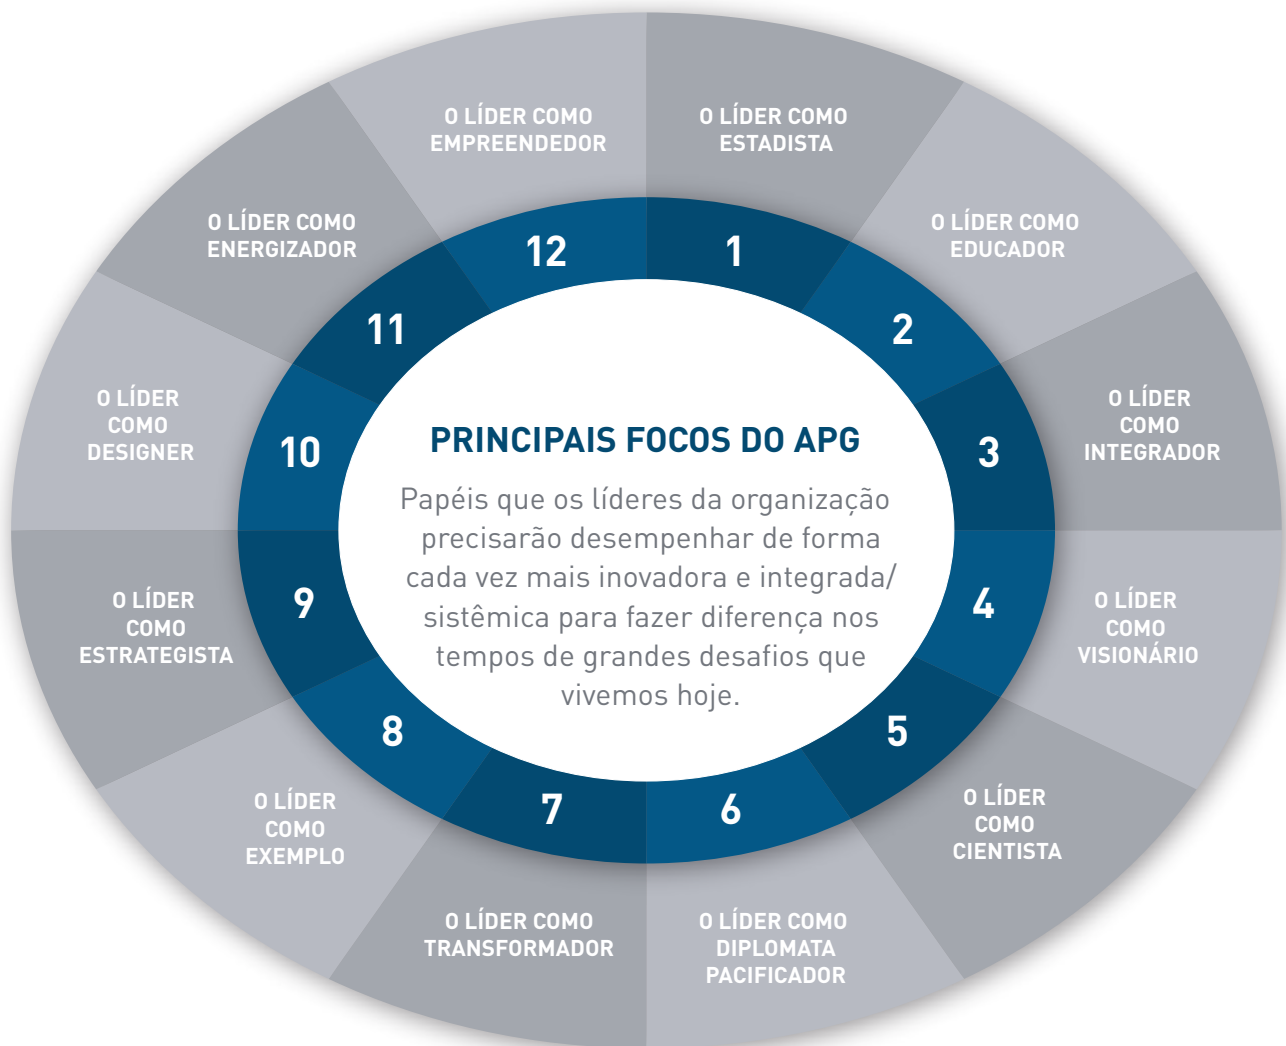 PRINCIPAIS FOCOS DO APG
Papéis que os líderes da organização
precisarão desempenhar de forma
cada vez mais inovadora e integrada/
sistêmica para fazer diferença nos
tempos de grandes desafios que
vivemos hoje.
1
O LÍDER COMO
ESTADISTA
2
O LÍDER COMO
EDUCADOR
3
O LÍDER
COMO
INTEGRADOR
4
O LÍDER
COMO
VISIONÁRIO
5
O LÍDER
COMO
CIENTISTA
6
O LÍDER COMO
DIPLOMATA
PACIFICADOR
7
O LÍDER COMO
TRANSFORMADOR
8
O LÍDER
COMO
EXEMPLO
9
O LÍDER
COMO
ESTRATEGISTA
10
O LÍDER
COMO
DESIGNER
11
O LÍDER COMO
ENERGIZADOR
12
O LÍDER COMO
EMPREENDEDOR